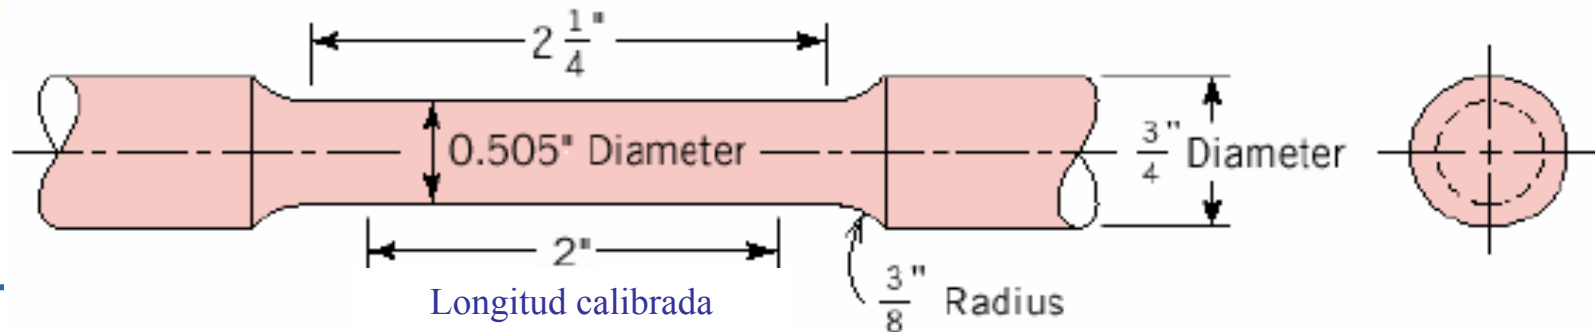 2 1/4"
0.505" Diameter
3/4" Diameter
2"
Longitud calibrada
3/8" Radius